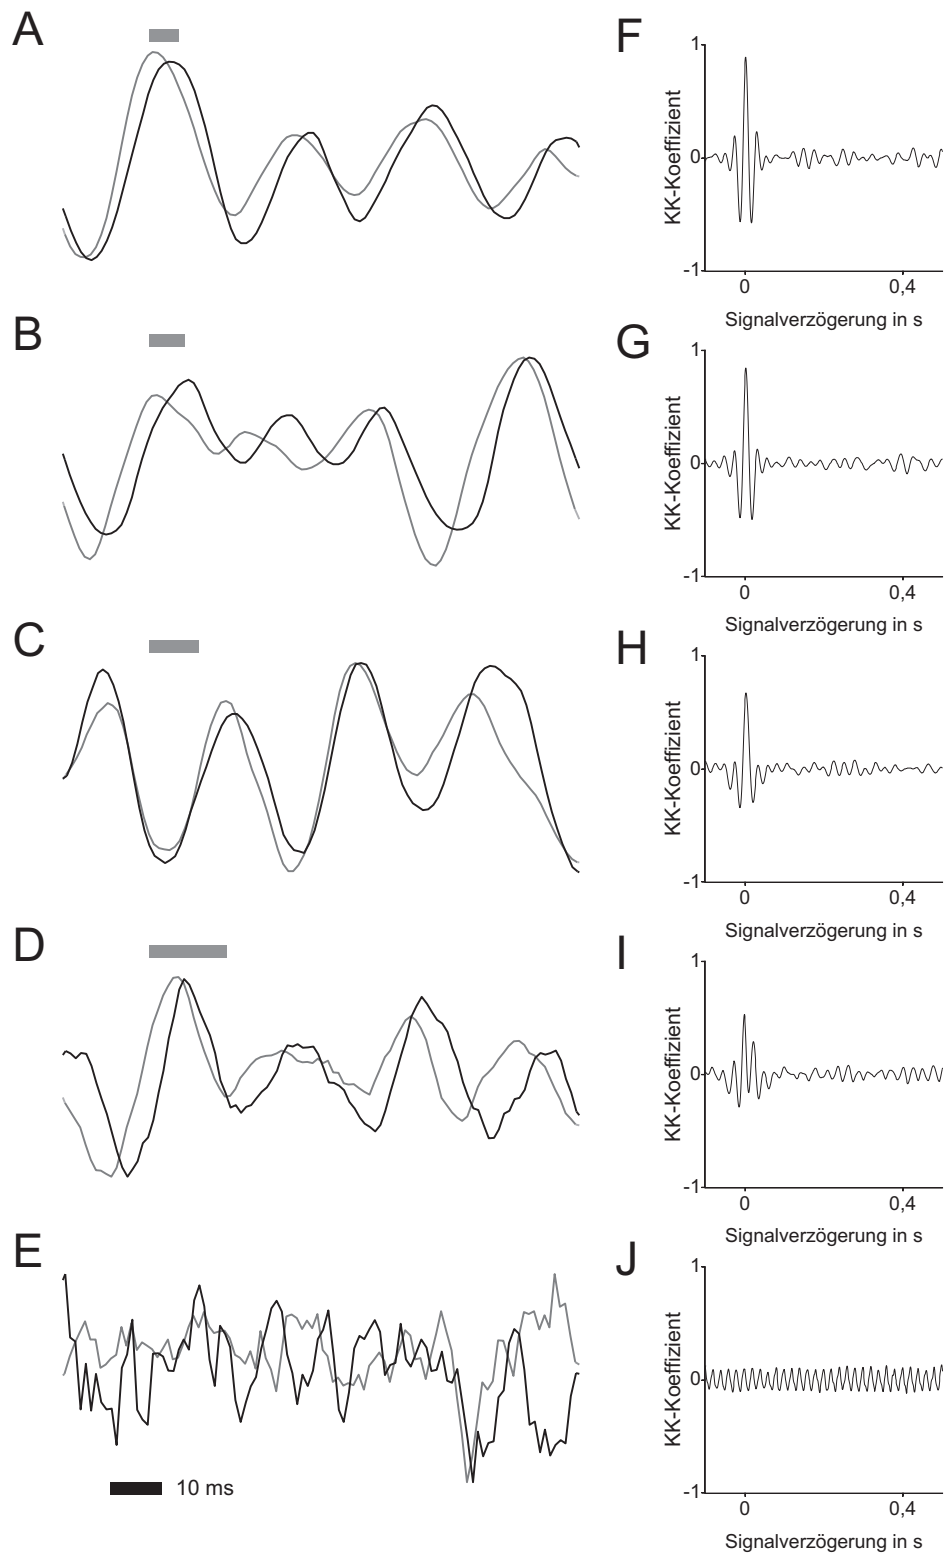 A
F
1
KK-Koeffizient
0
-1
0
0,4
Signalverzögerung in s
B
G
1
KK-Koeffizient
0
-1
0
0,4
Signalverzögerung in s
C
H
1
KK-Koeffizient
0
-1
0
0,4
Signalverzögerung in s
D
I
1
KK-Koeffizient
0
-1
0
0,4
Signalverzögerung in s
E
10 ms
J
1
KK-Koeffizient
0
-1
0
0,4
Signalverzögerung in s